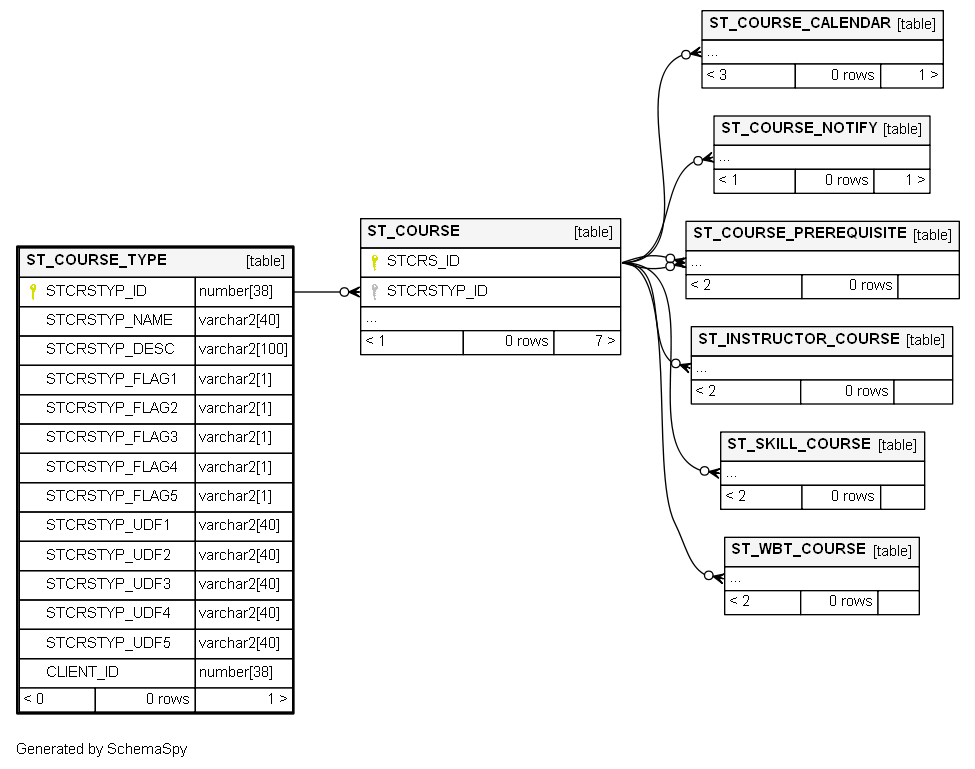 ST_COURSE_CALENDAR [table]
...
< 3 0 rows 1 >
ST_COURSE_NOTIFY [table]
...
< 1 0 rows 1 >
ST_COURSE_PREREQUISITE [table]
...
< 2 0 rows
ST_INSTRUCTOR_COURSE [table]
...
< 2 0 rows
ST_SKILL_COURSE [table]
...
< 2 0 rows
ST_WBT_COURSE [table]
...
< 2 0 rows
ST_COURSE [table]
STCRS_ID
STCRSTYP_ID
...
< 1 0 rows 7 >
ST_COURSE_TYPE [table]
STCRSTYP_ID number[38]
STCRSTYP_NAME varchar2[40]
STCRSTYP_DESC varchar2[100]
STCRSTYP_FLAG1 varchar2[1]
STCRSTYP_FLAG2 varchar2[1]
STCRSTYP_FLAG3 varchar2[1]
STCRSTYP_FLAG4 varchar2[1]
STCRSTYP_FLAG5 varchar2[1]
STCRSTYP_UDF1 varchar2[40]
STCRSTYP_UDF2 varchar2[40]
STCRSTYP_UDF3 varchar2[40]
STCRSTYP_UDF4 varchar2[40]
STCRSTYP_UDF5 varchar2[40]
CLIENT_ID number[38]
< 0 0 rows 1 >
Generated by SchemaSpy